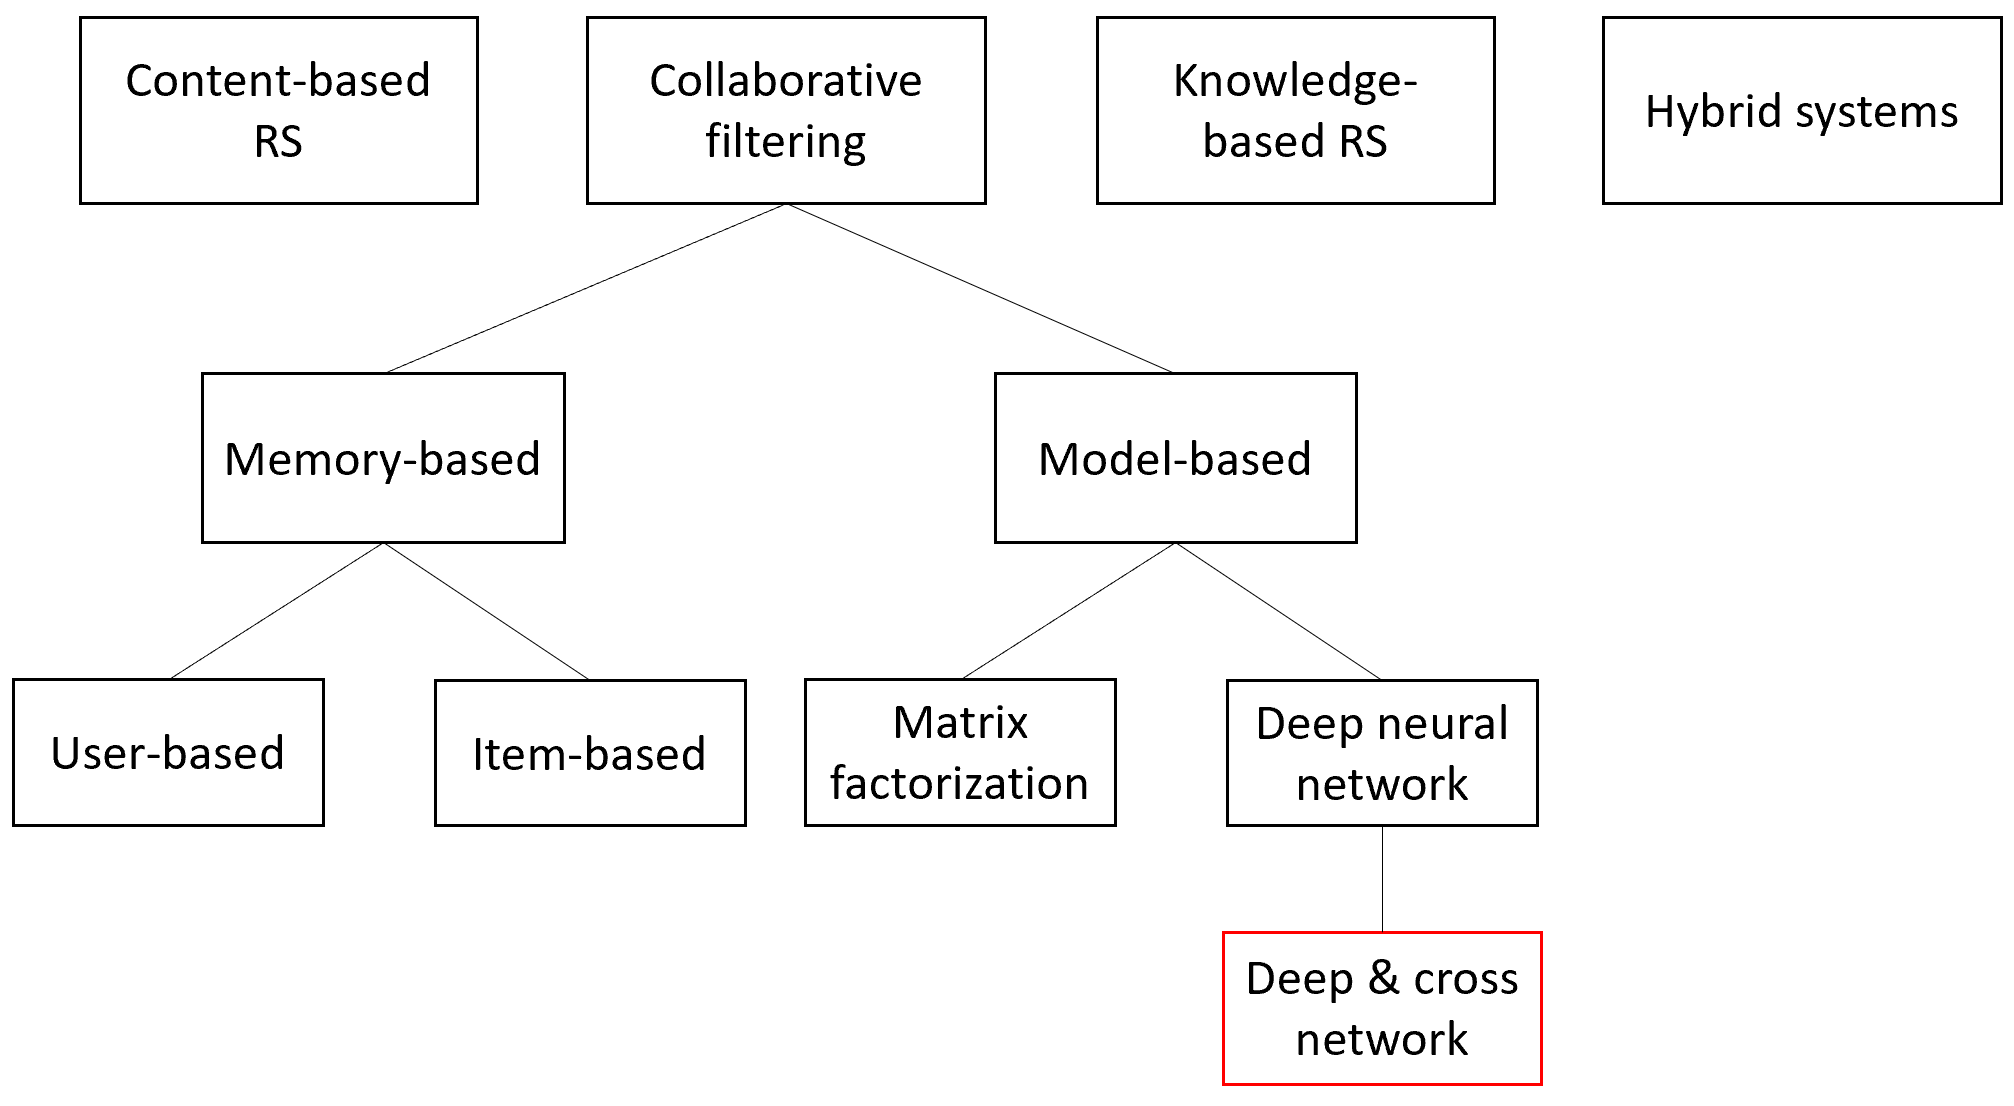 Content-based
RS
Collaborative
filtering
Knowledge-
based RS
Hybrid systems
Memory-based
Model-based
User-based
Item-based
Matrix
factorization
Deep neural
network
Deep & cross
network